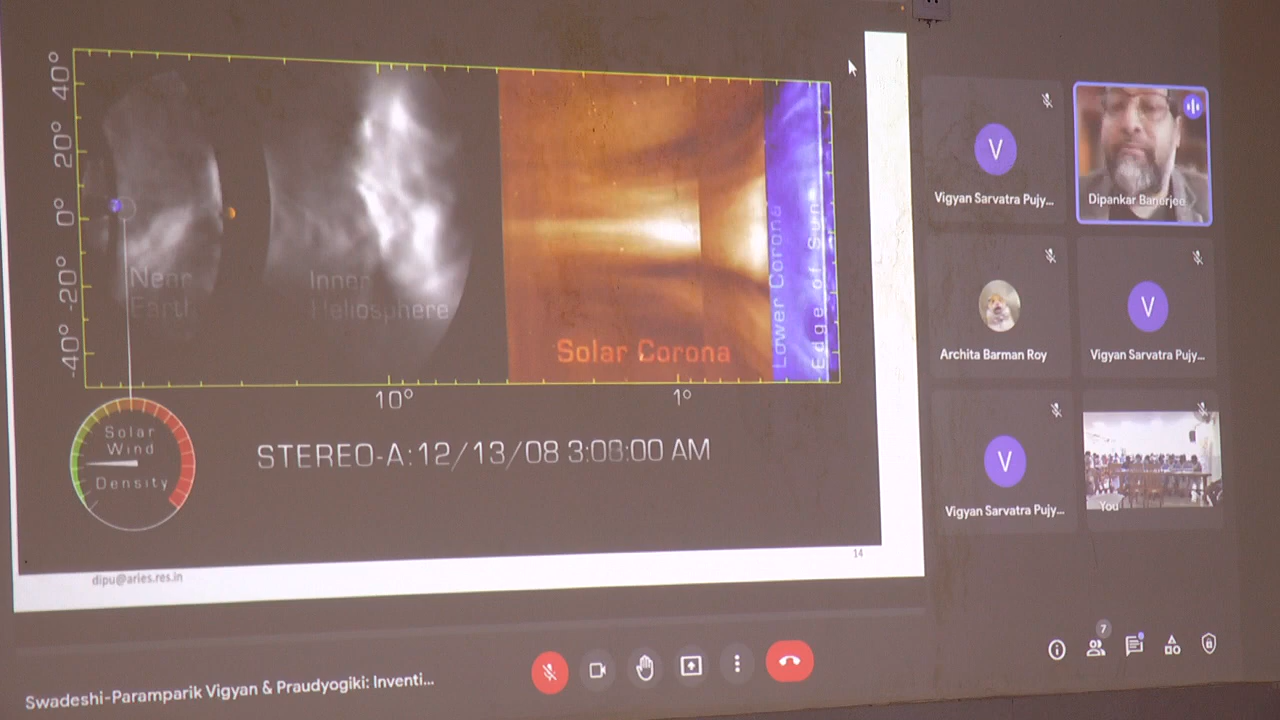 40°
20°
0°
-20°
-40°
Near
Earth
Inner
Heliosphere
Solar Corona
Lower Corona
Edge of Sun
10°
1°
Solar
Wind
Density
STEREO-A: 12/13/08 3:08:00 AM
dipu@aries.res.in
14
V
Vigyan Sarvatra Pujy...
Dipankar Banerjee
Archita Barman Roy
V
Vigyan Sarvatra Pujy...
V
Vigyan Sarvatra Pujy...
You
7
Swadeshi-Paramparik Vigyan & Praudyogiki: Inventi...